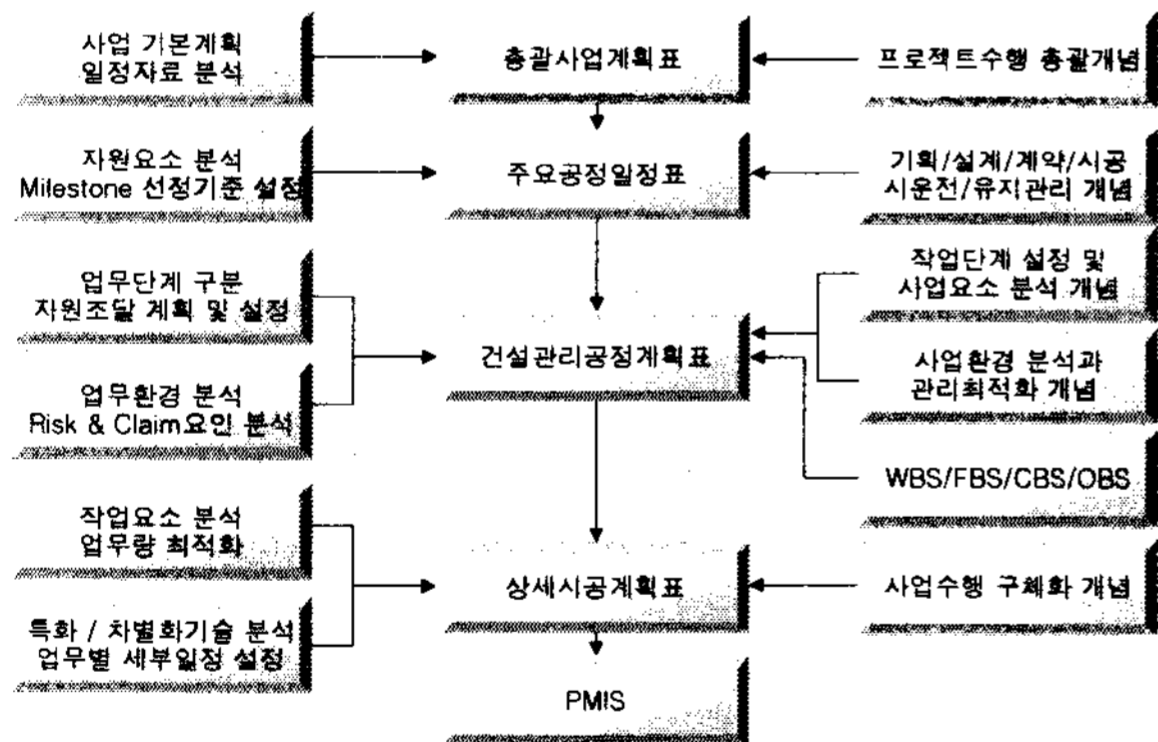 사업 기본계획
일정자료 분석
총괄사업계획표
프로젝트수행 총괄개념
자원요소 분석
Milestone 선정기준 설정
주요공정일정표
기획/설계/계약/시공
시운전/유지관리 개념
업무단계 구분
자원조달 계획 및 설정
작업단계 설정 및
사업요소 분석 개념
건설관리공정계획표
업무환경 분석
Risk & Claim요인 분석
사업환경 분석과
관리최적화 개념
WBS/FBS/CBS/OBS
작업요소 분석
업무량 최적화
상세시공계획표
사업수행 구체화 개념
특화 / 차별화기술 분석
업무별 세부일정 설정
PMIS